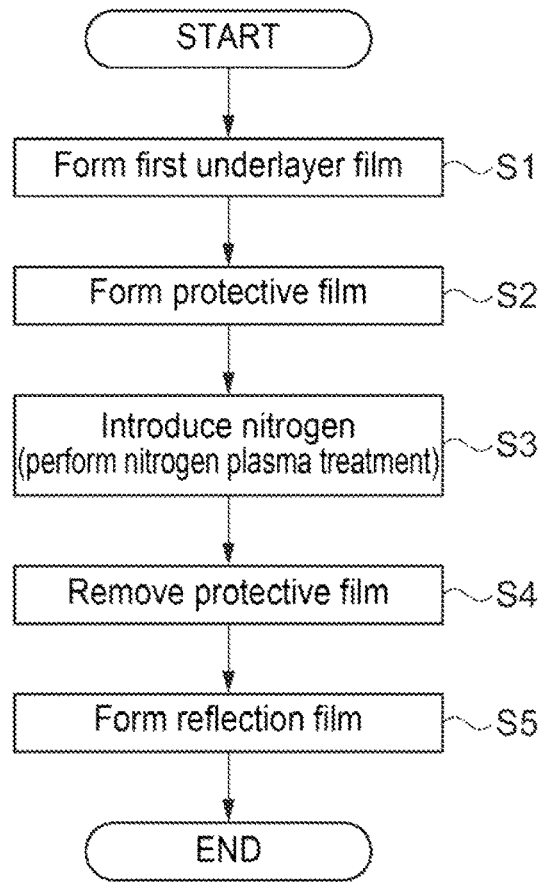 START
Form first underlayer film
S1
Form protective film
S2
Introduce nitrogen
(perform nitrogen plasma treatment)
S3
Remove protective film
S4
Form reflection film
S5
END